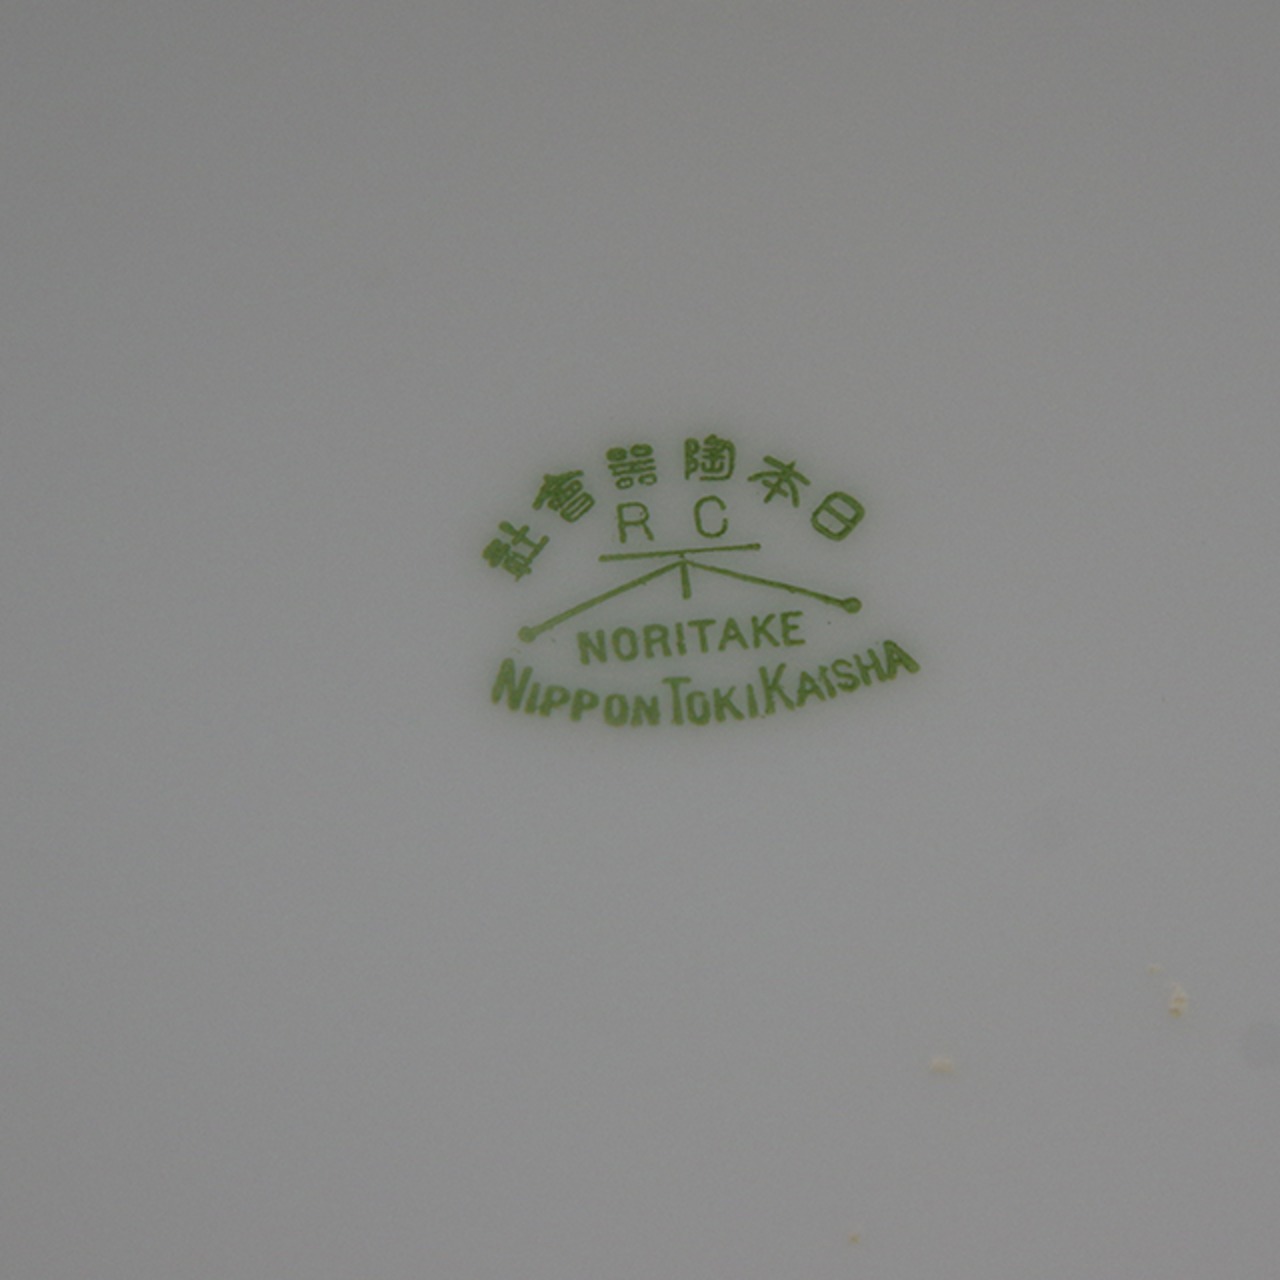 日本陶器會社
R C
NORITAKE
NIPPON TOKI KAISHA